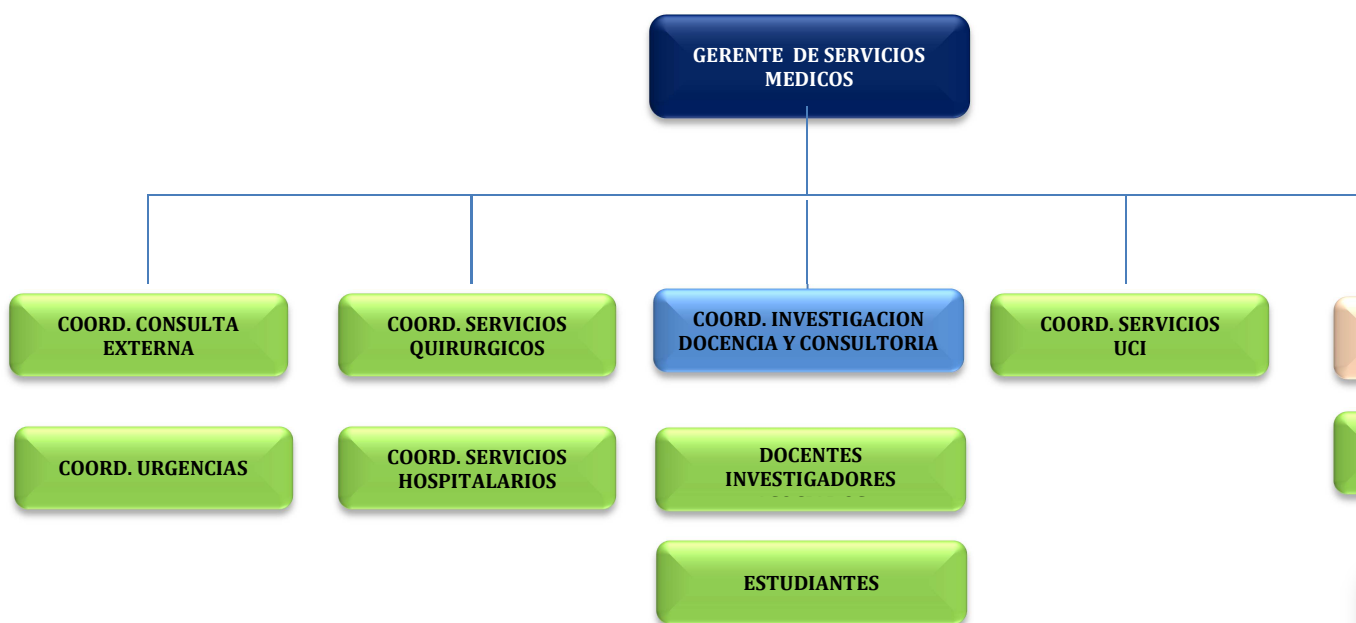 GERENTE DE SERVICIOS
MEDICOS
COORD. CONSULTA
EXTERNA
COORD. SERVICIOS
QUIRURGICOS
COORD. INVESTIGACION
DOCENCIA Y CONSULTORIA
COORD. SERVICIOS
UCI
COORD. URGENCIAS
COORD. SERVICIOS
HOSPITALARIOS
DOCENTES
INVESTIGADORES
ESTUDIANTES